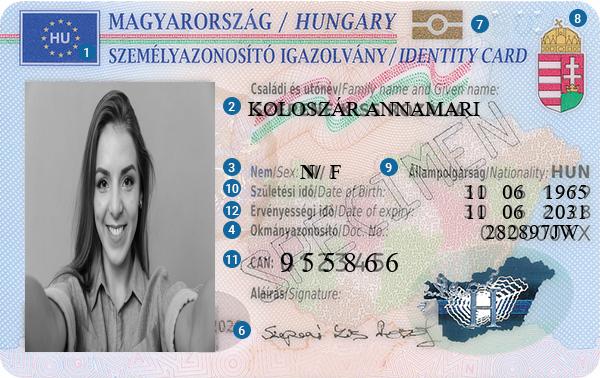 MAGYARORSZÁG / HUNGARY
HU
1
7
8
SZEMÉLYAZONOSÍTÓ IGAZOLVÁNY / IDENTITY CARD
Családi és utónév/Family name and Given name:
2 KOLOSZÁR ANNAMARI
SPECIMEN
3 Nem/Sex: N/ F
9 Állampolgárság/Nationality: HUN
10 Születési idő/Date of Birth: 11 06 1965
12 Érvényességi idő/Date of expiry: 11 06 2031
4 Okmányazonosító/Doc. No.: 282897JW
11 CAN: 955866
Aláírás/Signature:
6